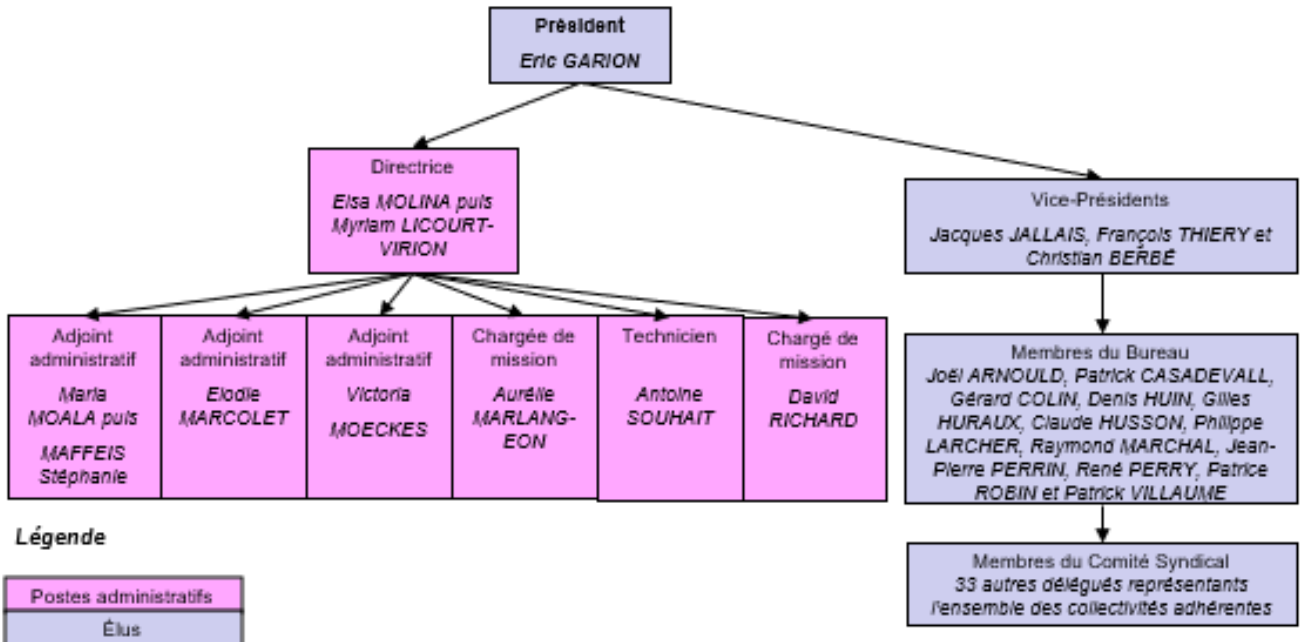 Président
Eric GARION
Directrice
Elsa MOLINA puis
Myriam LICOURT-
VIRION
Vice-Présidents
Jacques JALLAIS, François THIERY et
Christian BERBÉ
Adjoint
administratif
Maria
MOALA puis
MAFFEIS
Stéphanie
Adjoint
administratif
Elodie
MARCOLET
Adjoint
administratif
Victoria
MOECKES
Chargée de
mission
Aurélie
MARLANG-
EON
Technicien
Antoine
SOUHAIT
Chargé de
mission
David
RICHARD
Membres du Bureau
Joël ARNOULD, Patrick CASADEVALL,
Gérard COLIN, Denis HUIN, Gilles
HURAUX, Claude HUSSON, Philippe
LARCHER, Raymond MARCHAL, Jean-
Pierre PERRIN, René PERRY, Patrice
ROBIN et Patrick VILLAUME
Membres du Comité Syndical
33 autres délégués représentants
l'ensemble des collectivités adhérentes
Légende
Postes administratifs
Élus